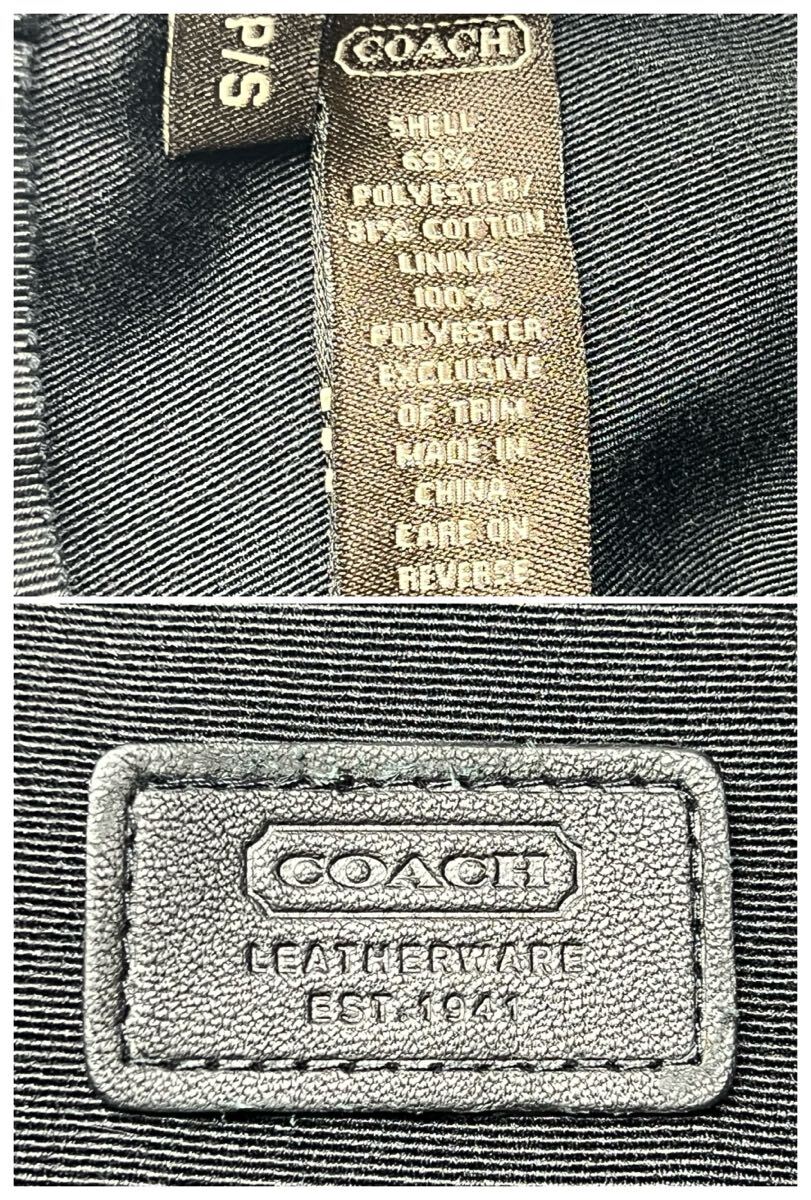 P/S
COACH
SHELL:
69%
POLYESTER/
31% COTTON
LINING:
100%
POLYESTER
EXCLUSIVE
OF TRIM
MADE IN
CHINA
CARE ON
REVERSE
COACH
LEATHERWARE
EST. 1941